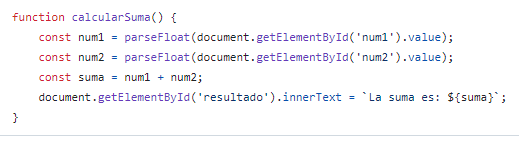 function calcularSuma() {
    const num1 = parseFloat(document.getElementById('num1').value);
    const num2 = parseFloat(document.getElementById('num2').value);
    const suma = num1 + num2;
    document.getElementById('resultado').innerText = `La suma es: ${suma}`;
}